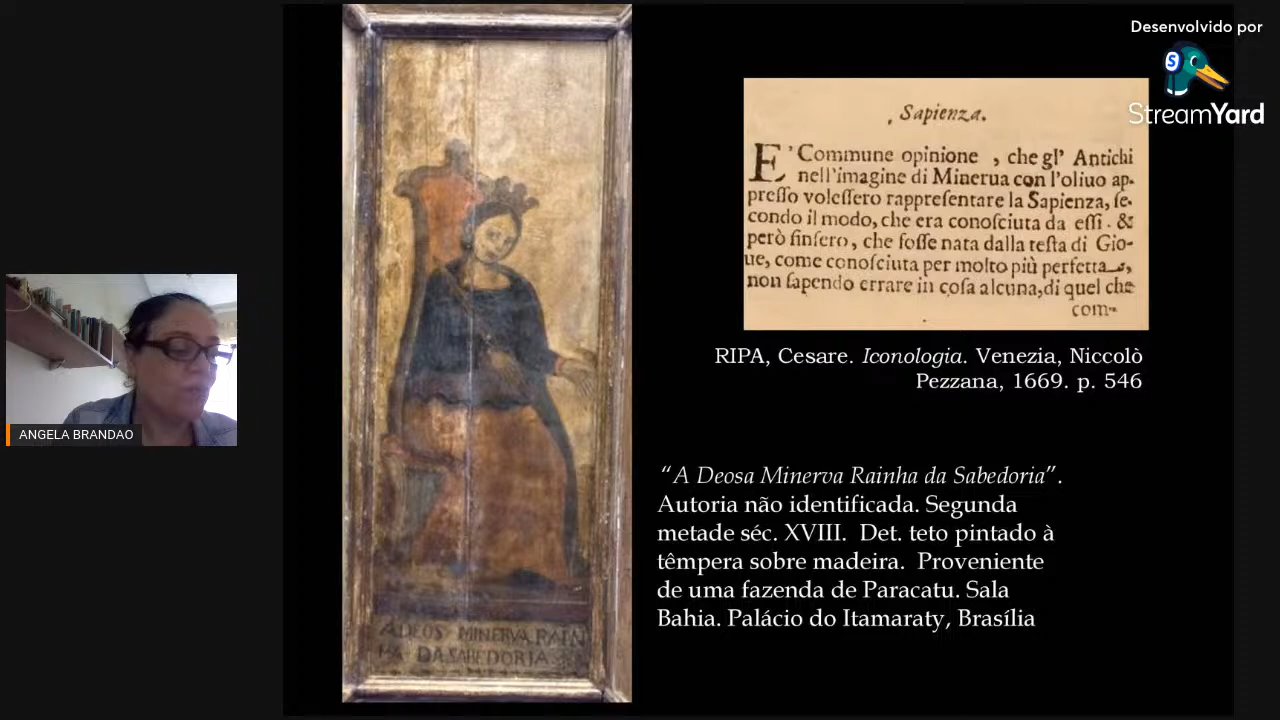 Desenvolvido por
StreamYard
Sapienza.
E' Commune opinione , che gl' Antichi
nell'imagine di Minerua con l'oliuo ap-
preſſo voleſſero rappreſentare la Sapienza, ſe-
condo il modo, che era conoſciuta da eſſi . &
però finſero, che foſſe nata dalla teſta di Gio-
ue, come conoſciuta per molto più perfetta,
non ſapendo errare in coſa alcuna, di quel che
com-
RIPA, Cesare. Iconologia. Venezia, Niccolò
Pezzana, 1669. p. 546
ANGELA BRANDAO
“A Deosa Minerva Rainha da Sabedoria”.
Autoria não identificada. Segunda
metade séc. XVIII. Det. teto pintado à
têmpera sobre madeira. Proveniente
de uma fazenda de Paracatu. Sala
Bahia. Palácio do Itamaraty, Brasília
ADEOS MINERVA RAIN
HA DA SABEDORIA